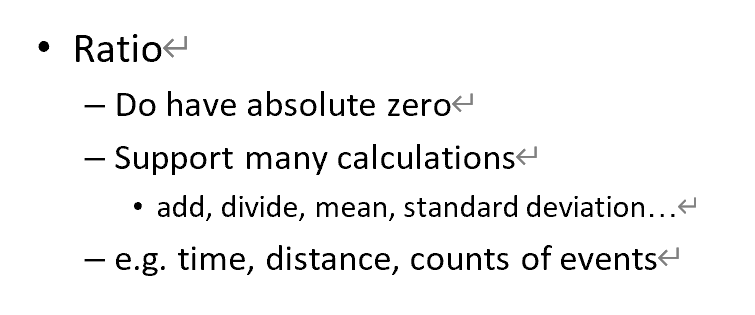 • Ratio↵
– Do have absolute zero↵
– Support many calculations↵
• add, divide, mean, standard deviation…↵
– e.g. time, distance, counts of events↵